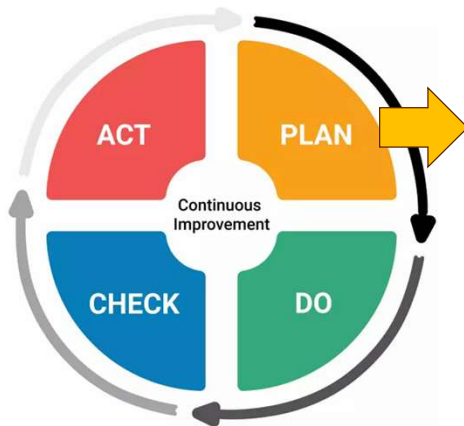 ACT
PLAN
Continuous
Improvement
CHECK
DO